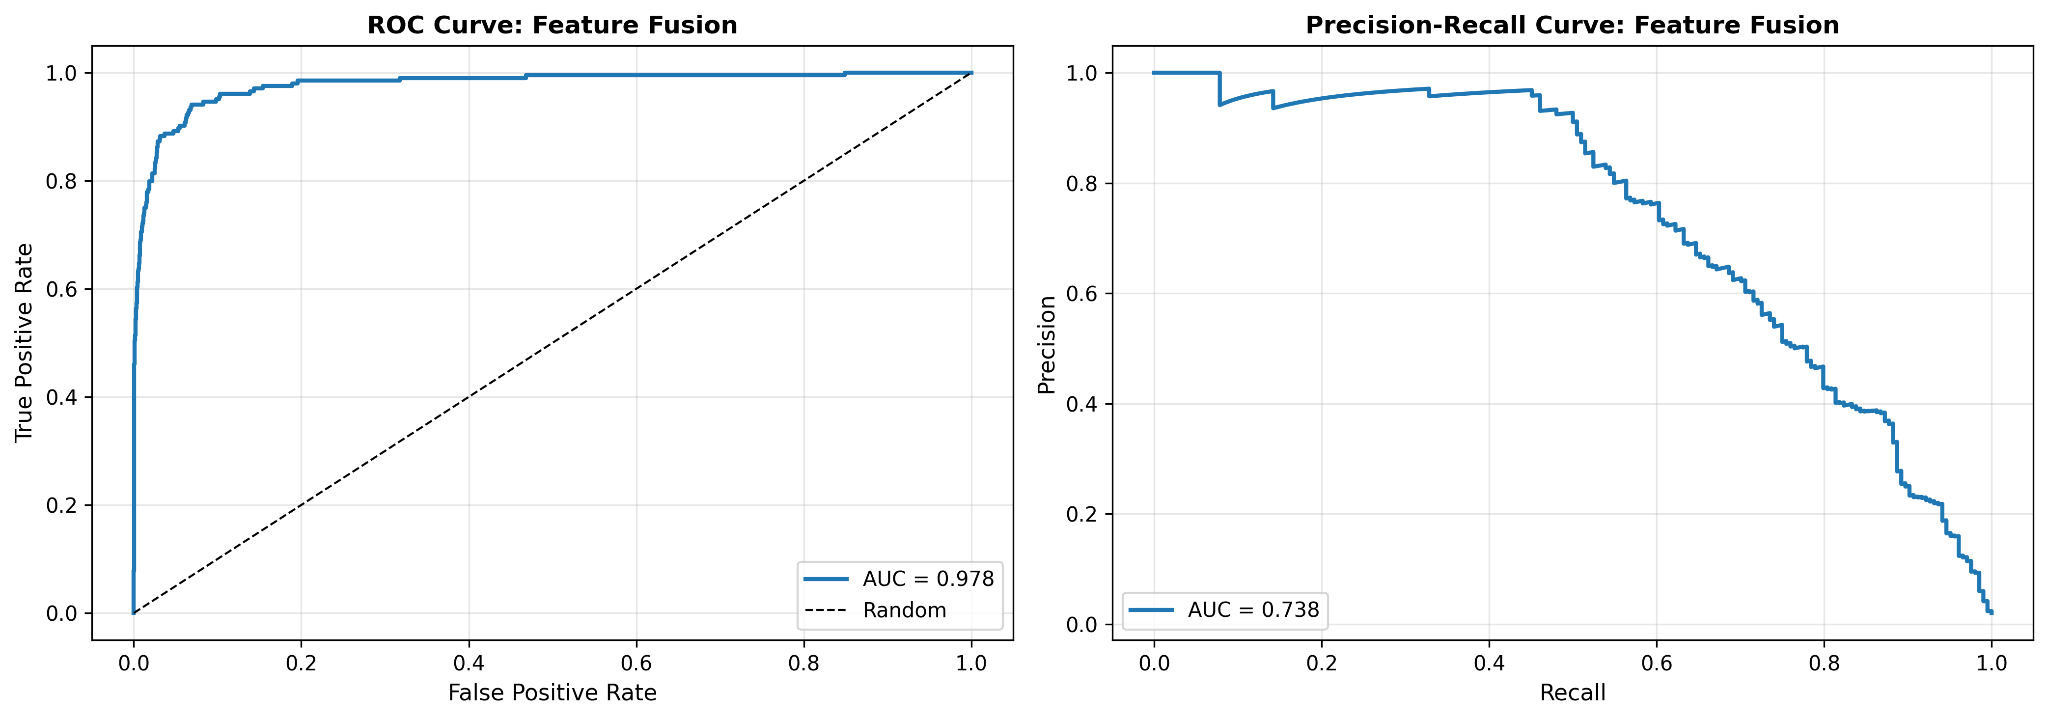 ROC Curve: Feature Fusion
True Positive Rate
1.0
0.8
0.6
0.4
0.2
0.0
AUC = 0.978
Random
0.0 0.2 0.4 0.6 0.8 1.0
False Positive Rate
Precision-Recall Curve: Feature Fusion
Precision
1.0
0.8
0.6
0.4
0.2
0.0
AUC = 0.738
0.0 0.2 0.4 0.6 0.8 1.0
Recall